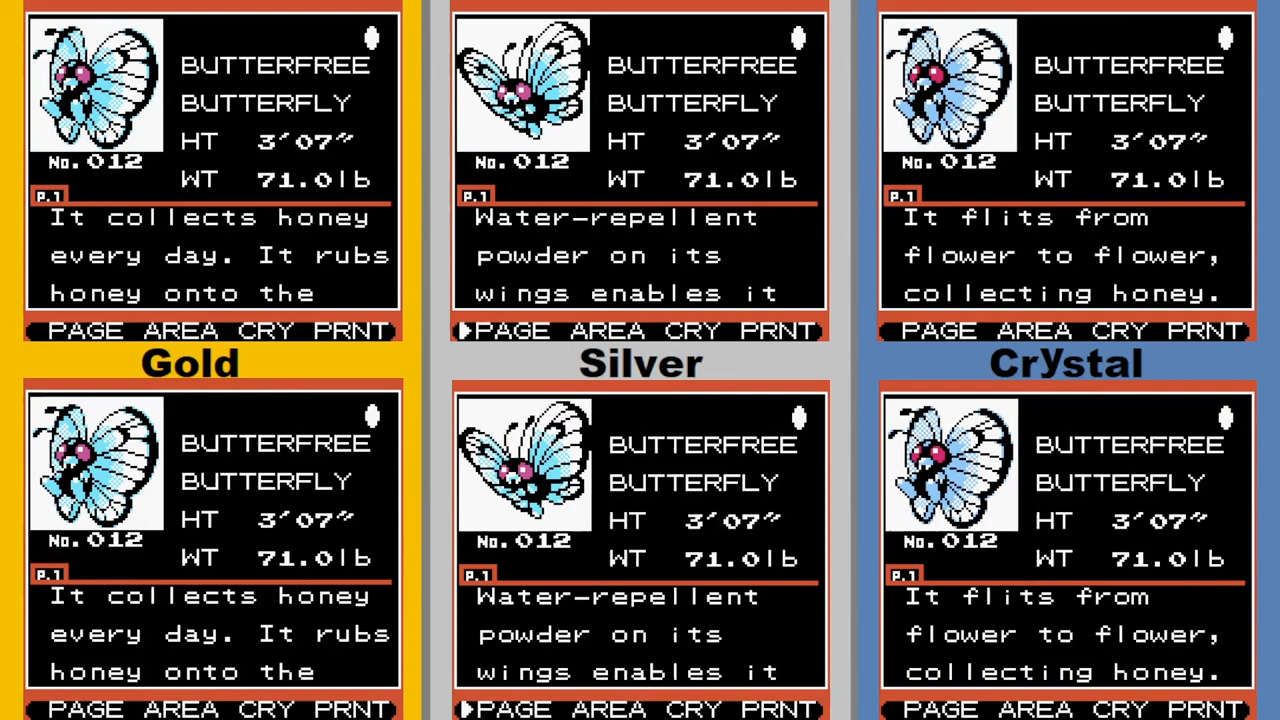 BUTTERFREE
BUTTERFLY
HT 3′07″
No.012
WT 71.0lb
P.1
It collects honey
every day. It rubs
honey onto the
PAGE AREA CRY PRNT
BUTTERFREE
BUTTERFLY
HT 3′07″
No.012
WT 71.0lb
P.1
Water-repellent
powder on its
wings enables it
▶PAGE AREA CRY PRNT
BUTTERFREE
BUTTERFLY
HT 3′07″
No.012
WT 71.0lb
P.1
It flits from
flower to flower,
collecting honey.
PAGE AREA CRY PRNT
Gold
Silver
Crystal
BUTTERFREE
BUTTERFLY
HT 3′07″
No.012
WT 71.0lb
P.1
It collects honey
every day. It rubs
honey onto the
PAGE AREA CRY PRNT
BUTTERFREE
BUTTERFLY
HT 3′07″
No.012
WT 71.0lb
P.1
Water-repellent
powder on its
wings enables it
▶PAGE AREA CRY PRNT
BUTTERFREE
BUTTERFLY
HT 3′07″
No.012
WT 71.0lb
P.1
It flits from
flower to flower,
collecting honey.
PAGE AREA CRY PRNT